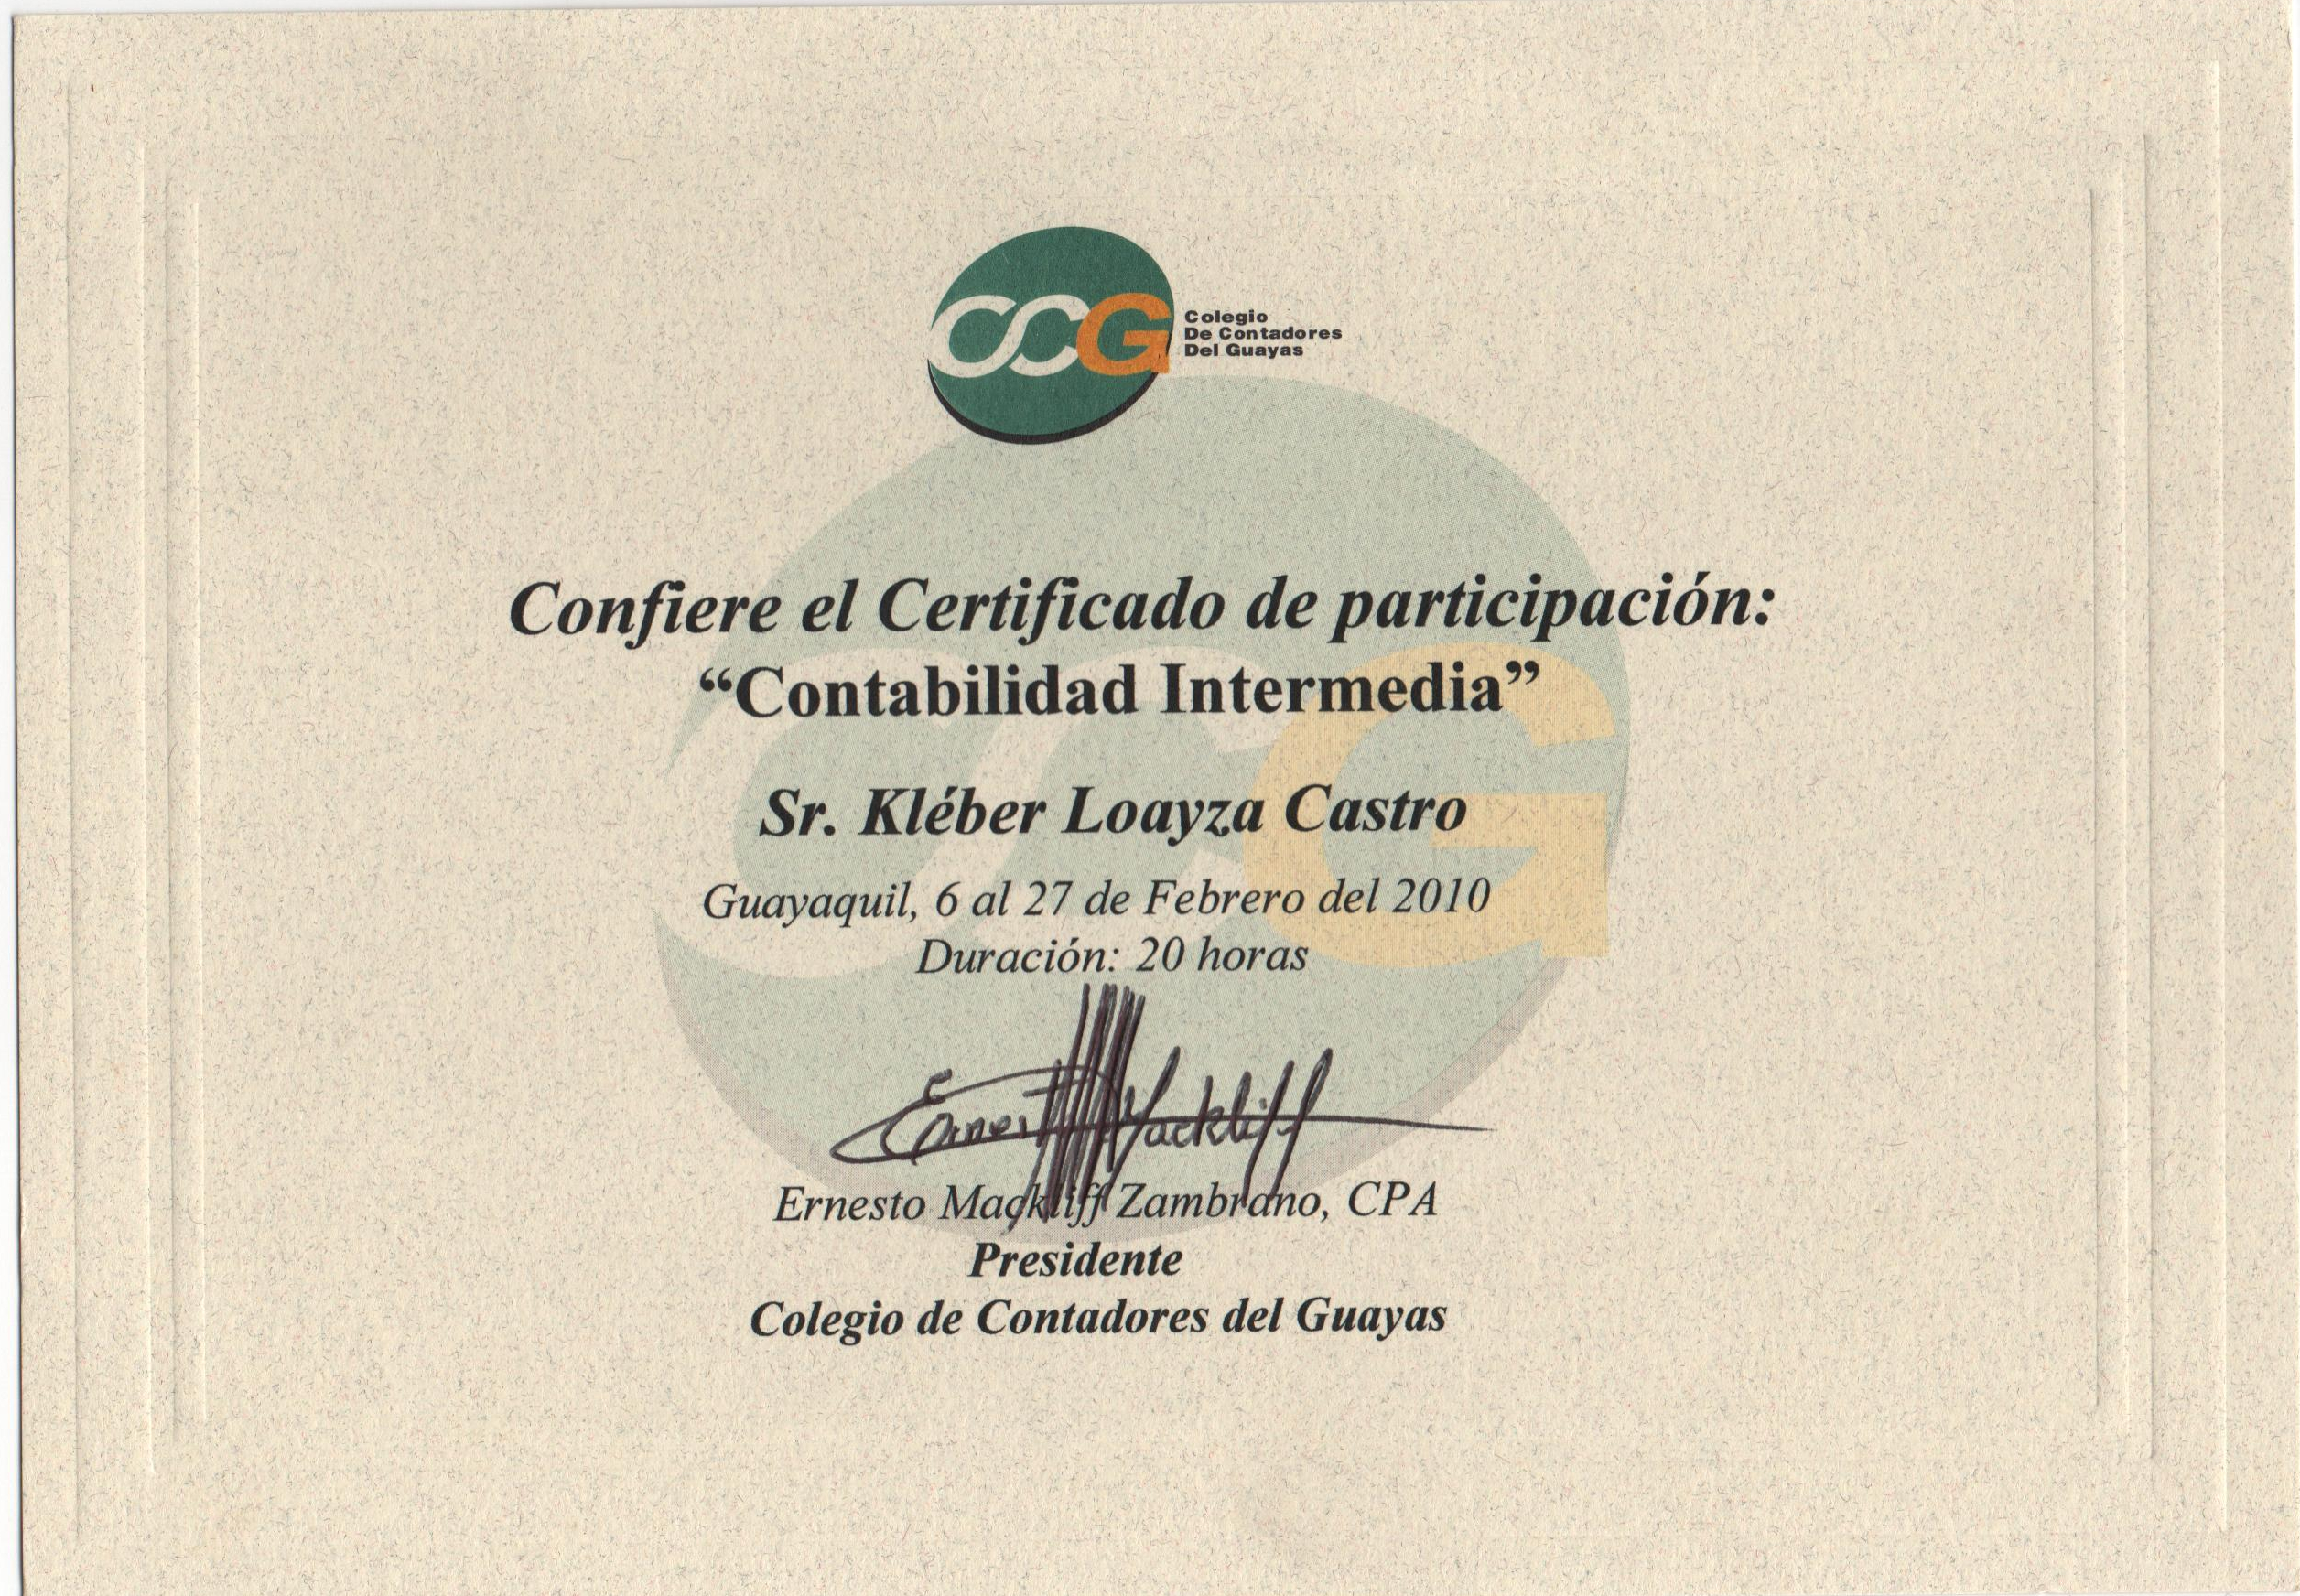 CCG
Colegio
De Contadores
Del Guayas
Confiere el Certificado de participación:
“Contabilidad Intermedia”
Sr. Kléber Loayza Castro
Guayaquil, 6 al 27 de Febrero del 2010
Duración: 20 horas
Ernesto Mackliff
Ernesto Mackliff Zambrano, CPA
Presidente
Colegio de Contadores del Guayas